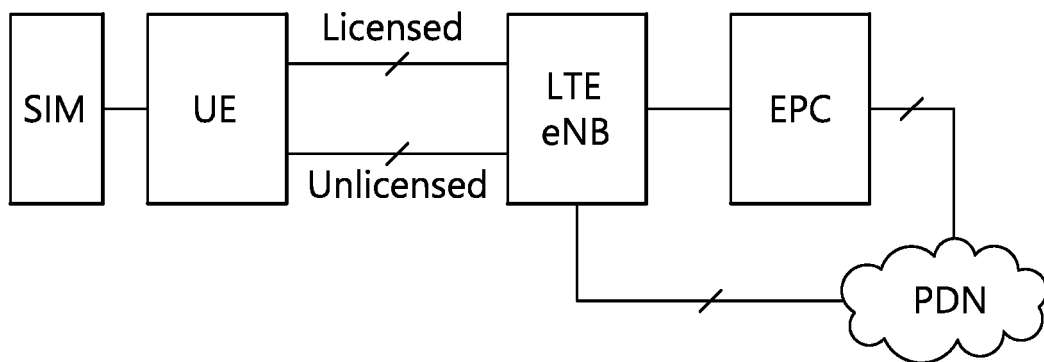 Licensed
SIM
UE
LTE
eNB
EPC
Unlicensed
PDN